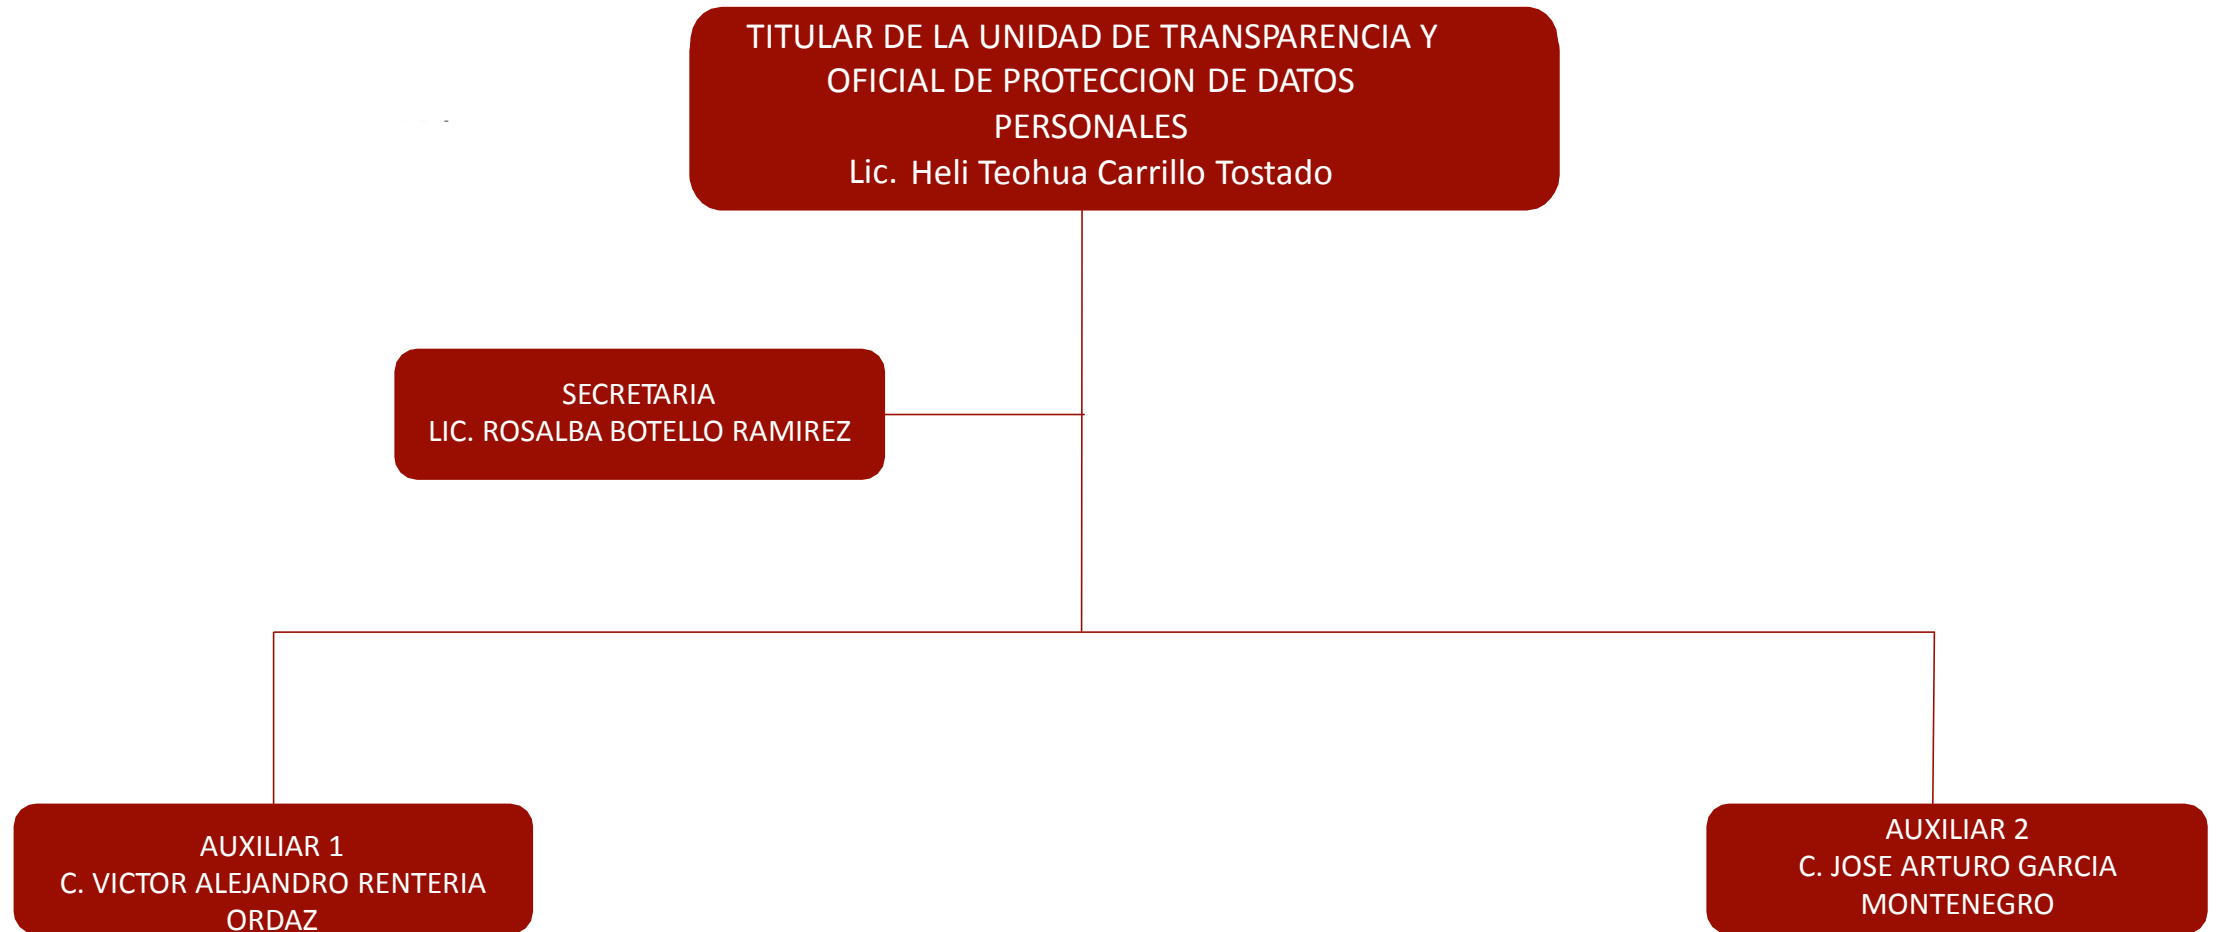 TITULAR DE LA UNIDAD DE TRANSPARENCIA Y
OFICIAL DE PROTECCION DE DATOS
PERSONALES
Lic. Heli Teohua Carrillo Tostado
SECRETARIA
LIC. ROSALBA BOTELLO RAMIREZ
AUXILIAR 1
C. VICTOR ALEJANDRO RENTERIA
ORDAZ
AUXILIAR 2
C. JOSE ARTURO GARCIA
MONTENEGRO